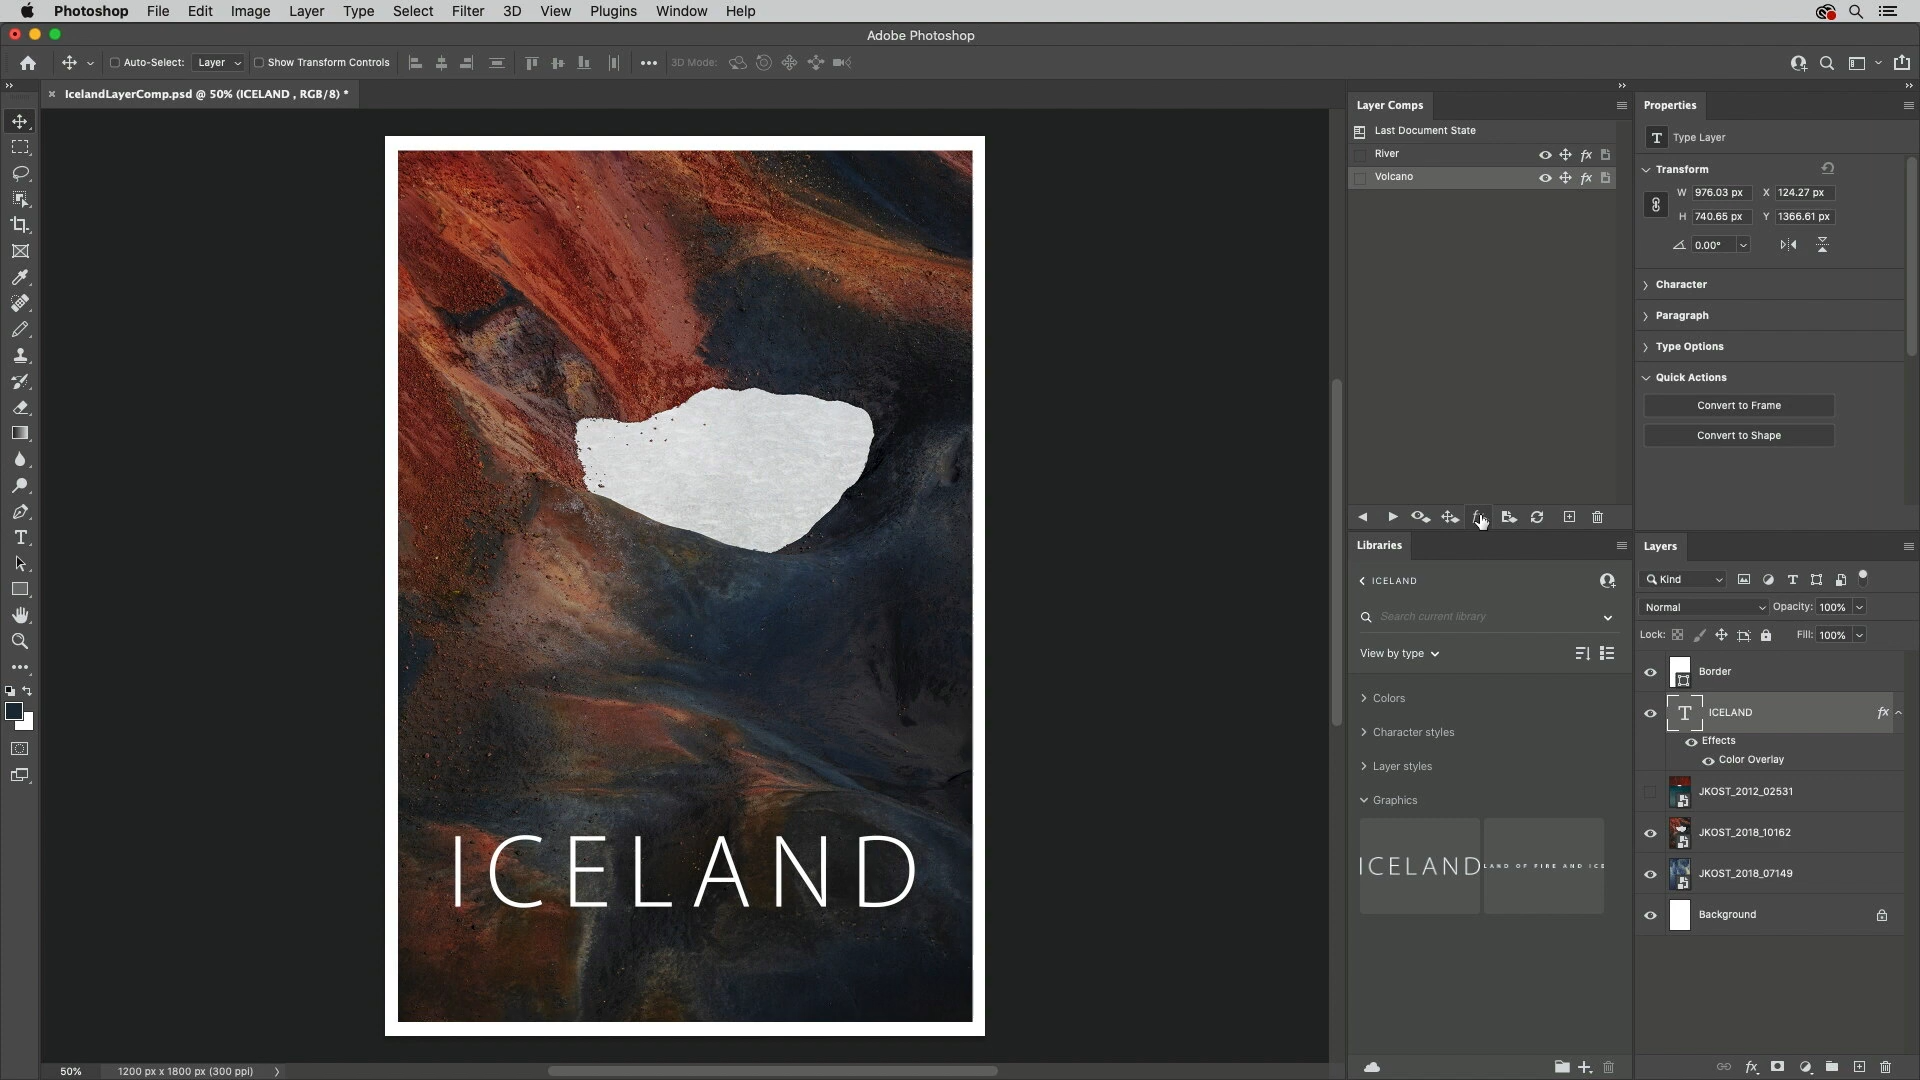 Photoshop File Edit Image Layer Type Select Filter 3D View Plugins Window Help
Adobe Photoshop
Auto-Select: Layer Show Transform Controls 3D Mode:
IcelandLayerComp.psd @ 50% (ICELAND , RGB/8) *
ICELAND
50% 1200 px x 1800 px (300 ppi)
Layer Comps
Last Document State
River
Volcano
Libraries
ICELAND
Search current library
View by type
Colors
Character styles
Layer styles
Graphics
ICELAND
LAND OF FIRE AND ICE
Properties
T Type Layer
Transform
W 976.03 px X 124.27 px
H 740.65 px Y 1366.61 px
0.00°
Character
Paragraph
Type Options
Quick Actions
Convert to Frame
Convert to Shape
Layers
Kind
Normal Opacity: 100%
Lock: Fill: 100%
Border
T ICELAND fx
Effects
Color Overlay
JKOST_2012_02531
JKOST_2018_10162
JKOST_2018_07149
Background